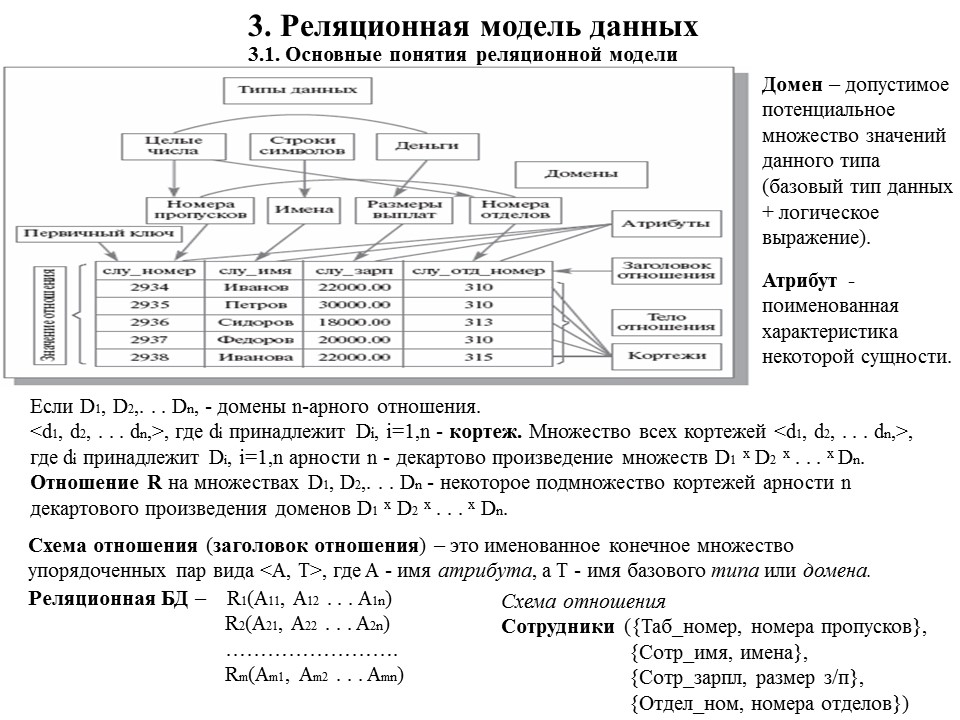 3. Реляционная модель данных
3.1. Основные понятия реляционной модели
Типы данных
Целые числа
Строки символов
Деньги
Домены
Номера пропусков
Имена
Размеры выплат
Номера отделов
Атрибуты
Первичный ключ
Заголовок отношения
Тело отношения
Кортежи
Значение отношения
слу_номер слу_имя слу_зарп слу_отд_номер
2934 Иванов 22000.00 310
2935 Петров 30000.00 310
2936 Сидоров 18000.00 313
2937 Федоров 20000.00 310
2938 Иванова 22000.00 315
Домен – допустимое
потенциальное
множество значений
данного типа
(базовый тип данных
+ логическое
выражение).
Атрибут -
поименованная
характеристика
некоторой сущности.
Если D1, D2,. . . Dn, - домены n-арного отношения.
<d1, d2, . . . dn,>, где di принадлежит Di, i=1,n - кортеж. Множество всех кортежей <d1, d2, . . . dn,>,
где di принадлежит Di, i=1,n арности n - декартово произведение множеств D1 x D2 x . . . x Dn.
Отношение R на множествах D1, D2,. . . Dn - некоторое подмножество кортежей арности n
декартового произведения доменов D1 x D2 x . . . x Dn.
Схема отношения (заголовок отношения) – это именованное конечное множество
упорядоченных пар вида <A, T>, где A - имя атрибута, а T - имя базового типа или домена.
Реляционная БД – R1(A11, A12 . . . A1n)
R2(A21, A22 . . . A2n)
…………………….
Rm(Am1, Am2 . . . Amn)
Схема отношения
Сотрудники ({Таб_номер, номера пропусков},
{Сотр_имя, имена},
{Сотр_зарпл, размер з/п},
{Отдел_ном, номера отделов})